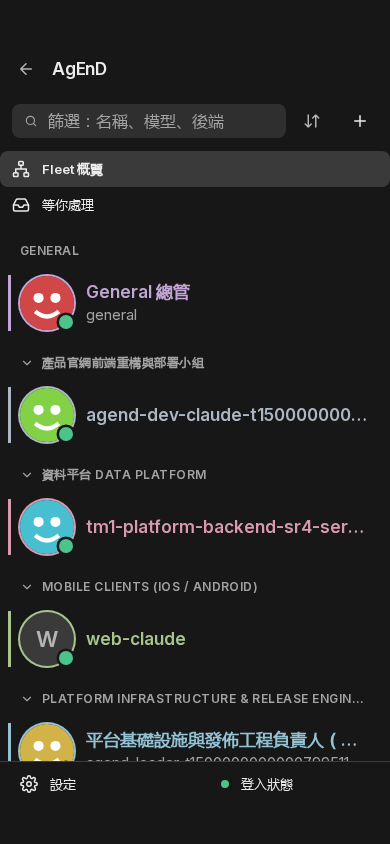 AgEnD
篩選：名稱、模型、後端
Fleet 概覽
等你處理
GENERAL
General 總管
general
產品官網前端重構與部署小組
agend-dev-claude-t150000000…
資料平台 DATA PLATFORM
tm1-platform-backend-sr4-ser…
MOBILE CLIENTS (IOS / ANDROID)
W
web-claude
PLATFORM INFRASTRUCTURE & RELEASE ENGIN…
平台基礎設施與發佈工程負責人（…
設定
登入狀態